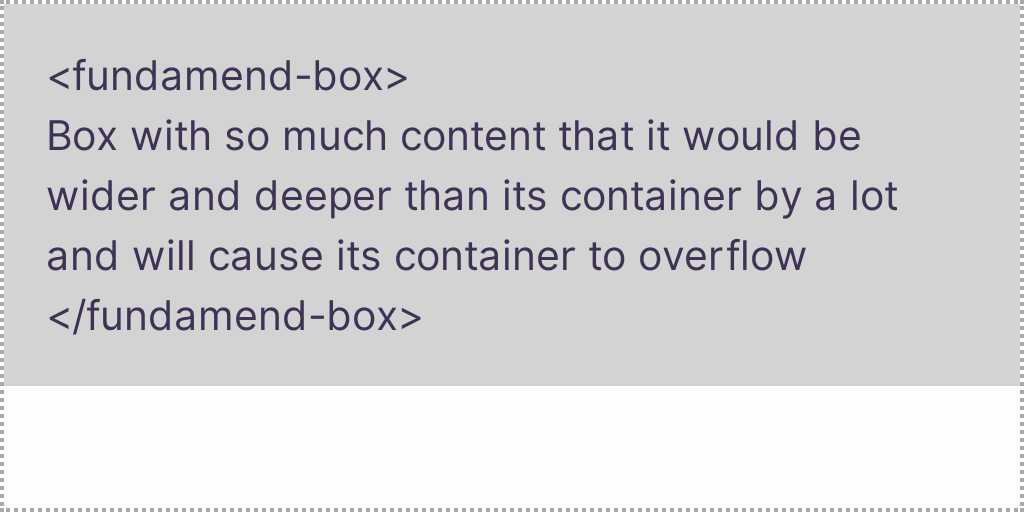 <fundamend-box>
Box with so much content that it would be
wider and deeper than its container by a lot
and will cause its container to overflow
</fundamend-box>